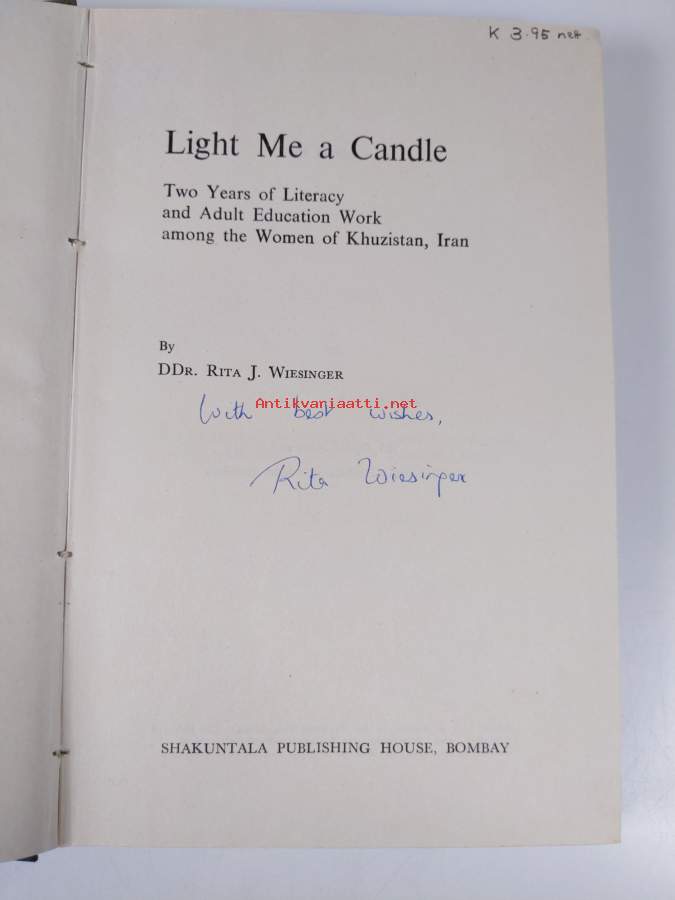 K 3.95 net
Light Me a Candle
Two Years of Literacy
and Adult Education Work
among the Women of Khuzistan, Iran
By
DDr. Rita J. Wiesinger
Antikvariaatti.net
With best wishes,
Rita Wiesinger
SHAKUNTALA PUBLISHING HOUSE, BOMBAY